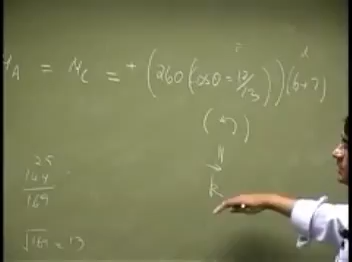 F d
M_A = M_C = + (260 (cos θ = 12/13)) (6+7)
(↰)
k
25
144
169
√169 = 13